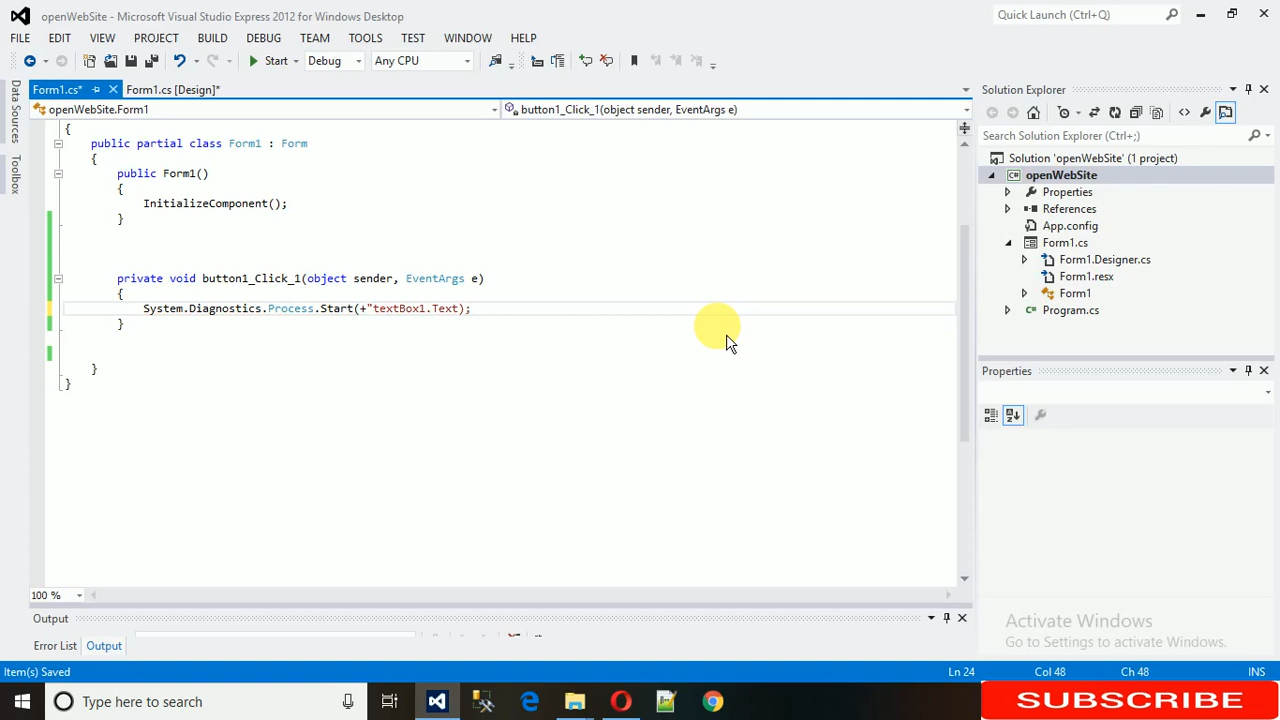 openWebSite - Microsoft Visual Studio Express 2012 for Windows Desktop
Quick Launch (Ctrl+Q)
FILE EDIT VIEW PROJECT BUILD DEBUG TEAM TOOLS TEST WINDOW HELP
Start Debug Any CPU
Form1.cs* Form1.cs [Design]*
openWebSite.Form1 button1_Click_1(object sender, EventArgs e)
Data Sources
Toolbox
{
public partial class Form1 : Form
{
public Form1()
{
InitializeComponent();
}
private void button1_Click_1(object sender, EventArgs e)
{
System.Diagnostics.Process.Start(+"textBox1.Text);
}
}
}
100 %
Output
Error List Output
Solution Explorer
Search Solution Explorer (Ctrl+;)
Solution 'openWebSite' (1 project)
C# openWebSite
Properties
References
App.config
Form1.cs
Form1.Designer.cs
Form1.resx
Form1
Program.cs
Properties
Activate Windows
Go to Settings to activate Windows.
Item(s) Saved Ln 24 Col 48 Ch 48 INS
Type here to search
SUBSCRIBE